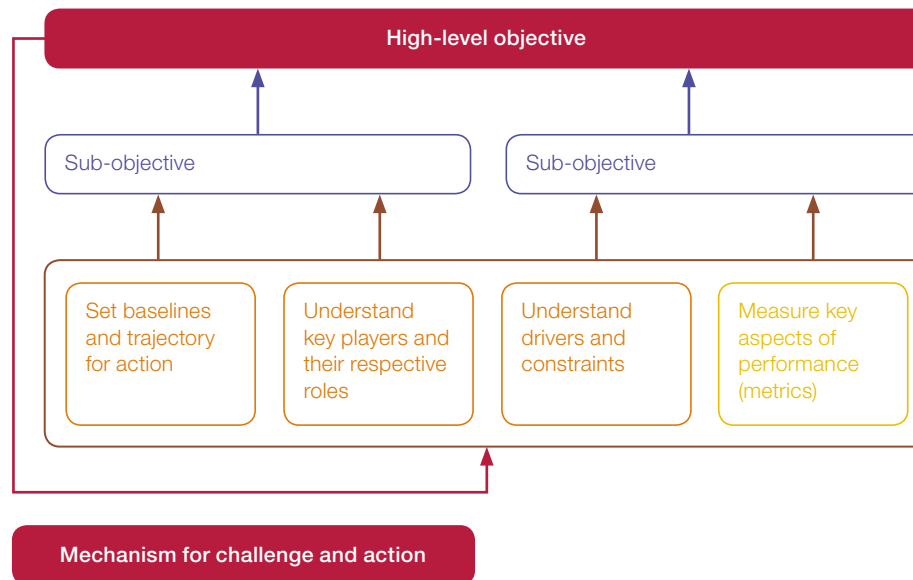 High-level objective
Sub-objective
Sub-objective
Set baselines
and trajectory
for action
Understand
key players and
their respective
roles
Understand
drivers and
constraints
Measure key
aspects of
performance
(metrics)
Mechanism for challenge and action